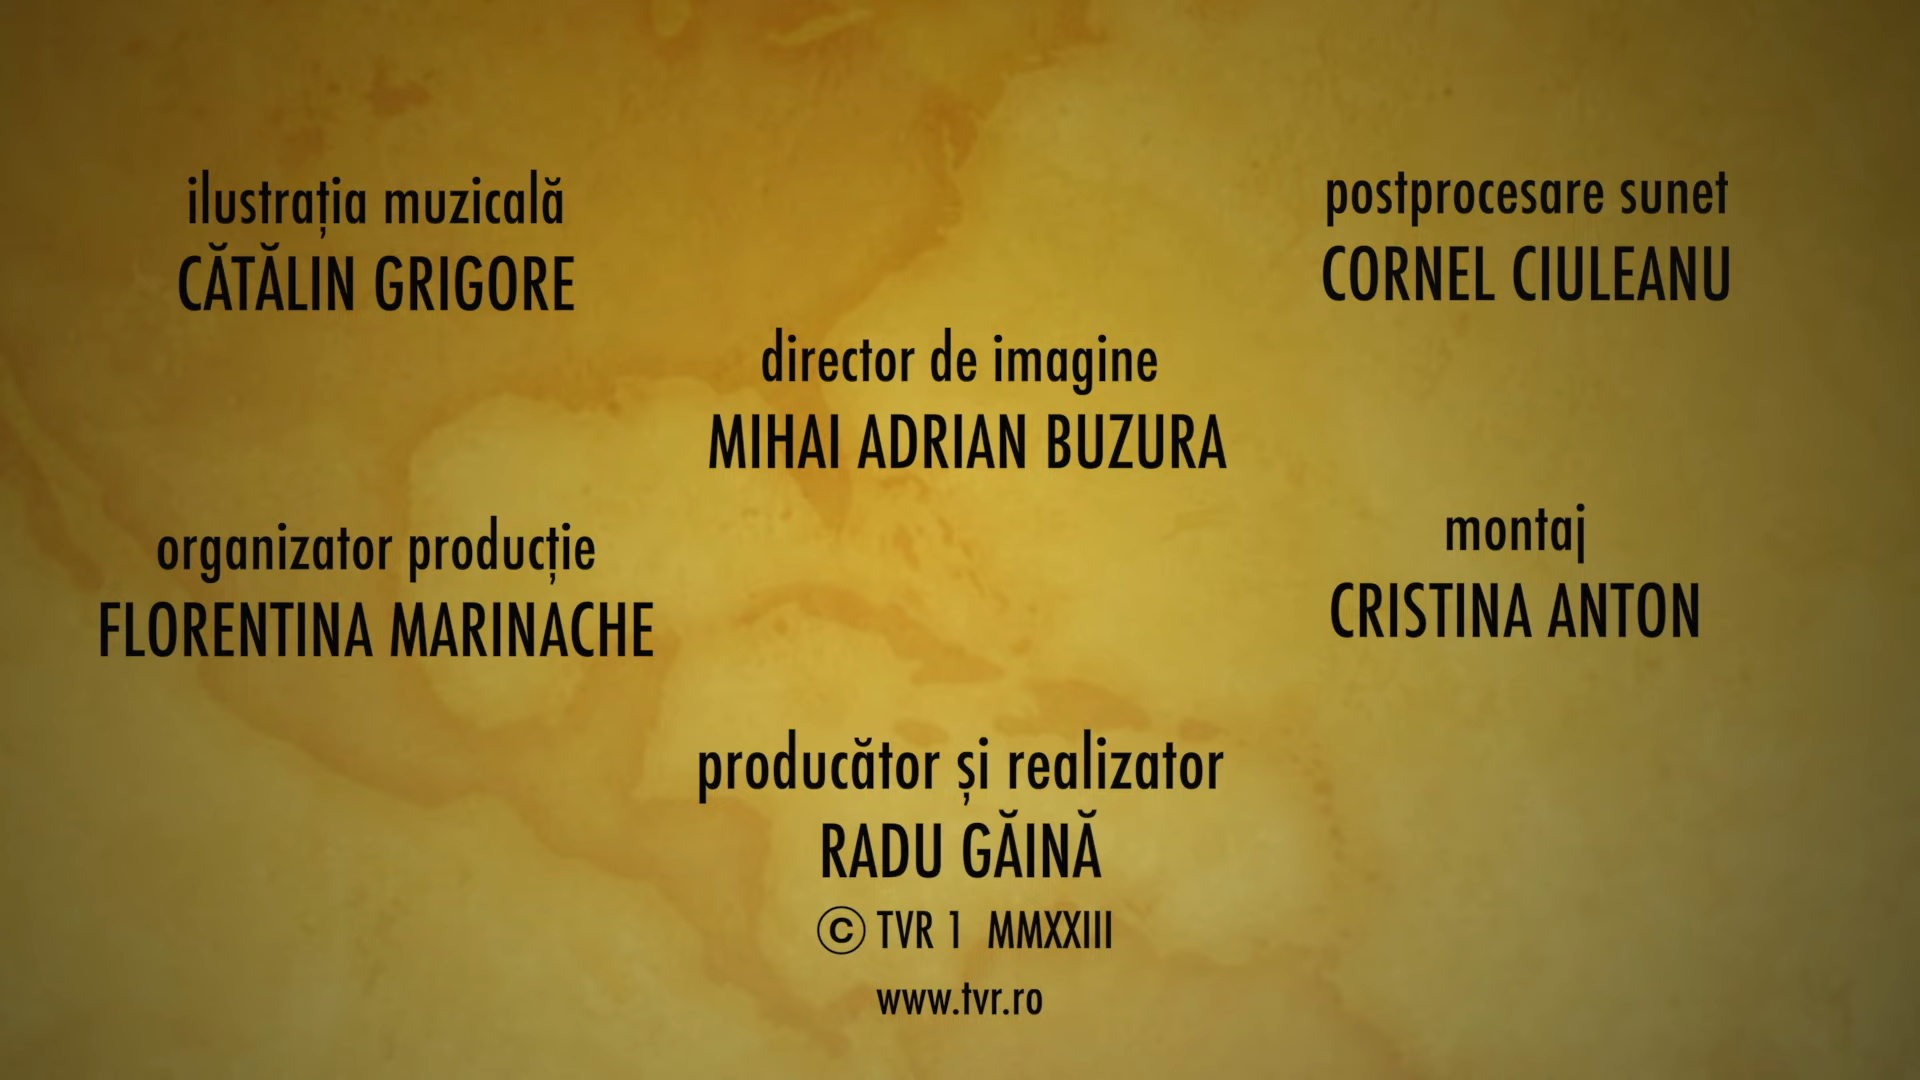 ilustrația muzicală
CĂTĂLIN GRIGORE
postprocesare sunet
CORNEL CIULEANU
director de imagine
MIHAI ADRIAN BUZURA
organizator producție
FLORENTINA MARINACHE
montaj
CRISTINA ANTON
producător și realizator
RADU GĂINĂ
© TVR 1 MMXXIII
www.tvr.ro